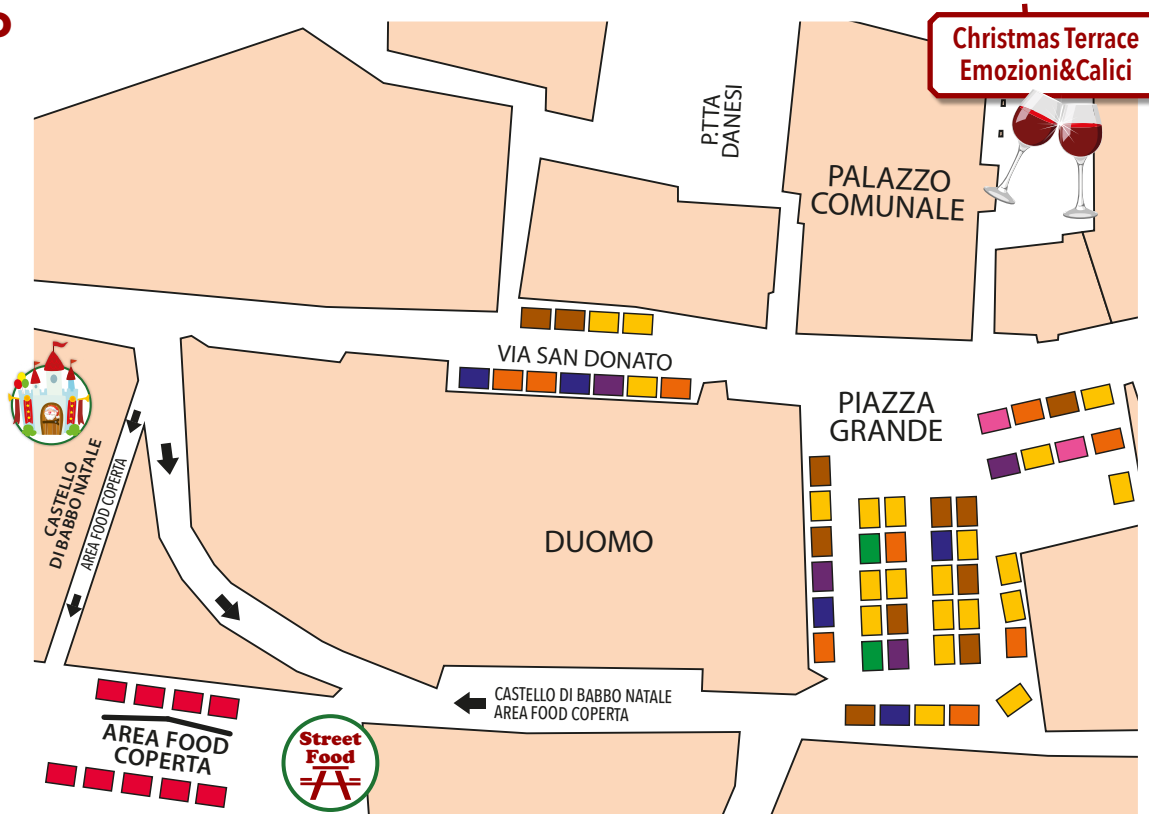 Christmas Terrace
Emozioni&Calici
P.TTA
DANESI
PALAZZO
COMUNALE
VIA SAN DONATO
PIAZZA
GRANDE
CASTELLO
DI BABBO NATALE
AREA FOOD COPERTA
DUOMO
CASTELLO DI BABBO NATALE
AREA FOOD COPERTA
AREA FOOD
COPERTA
Street
Food